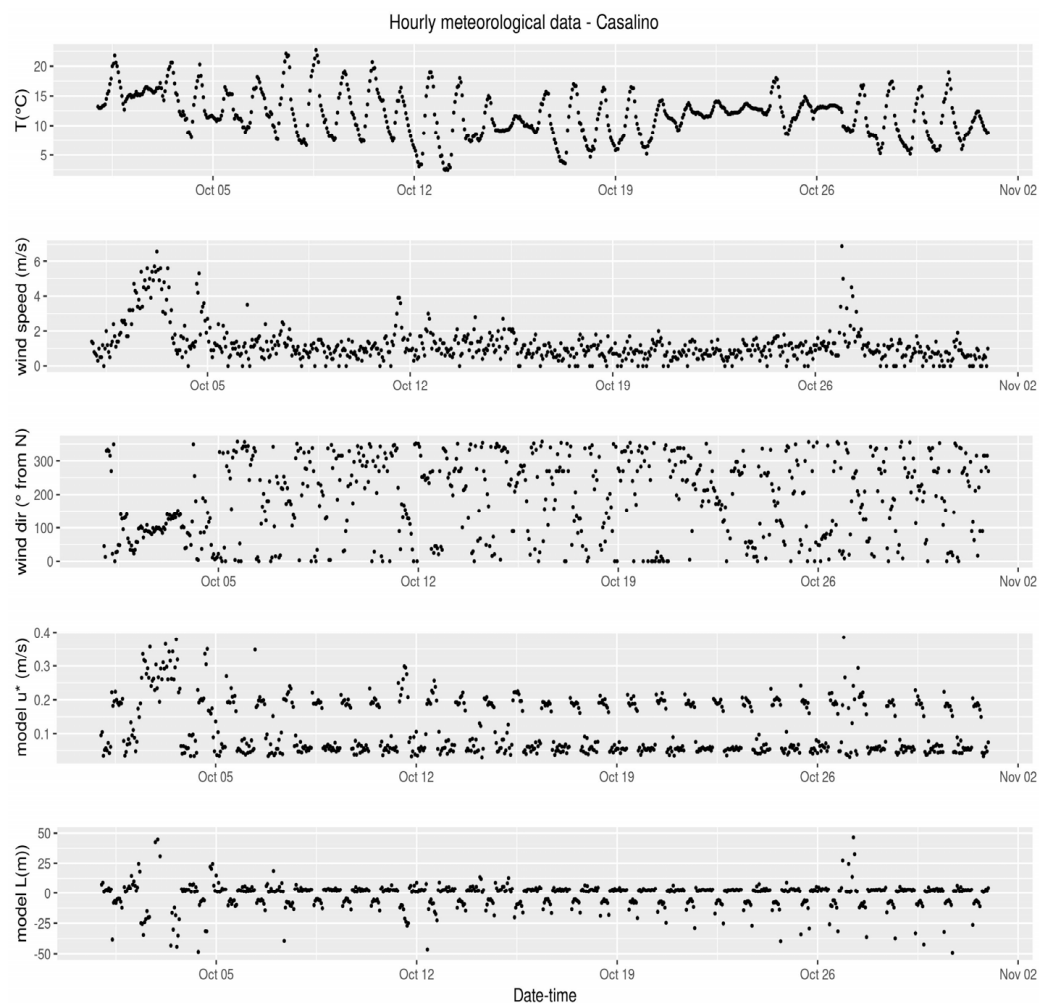 Hourly meteorological data - Casalino
T(°C)
20
15
10
5
Oct 05 Oct 12 Oct 19 Oct 26 Nov 02
wind speed (m/s)
6
4
2
0
Oct 05 Oct 12 Oct 19 Oct 26 Nov 02
wind dir (° from N)
300
200
100
0
Oct 05 Oct 12 Oct 19 Oct 26 Nov 02
model u* (m/s)
0.4
0.3
0.2
0.1
Oct 05 Oct 12 Oct 19 Oct 26 Nov 02
model L(m))
50
25
0
-25
-50
Oct 05 Oct 12 Oct 19 Oct 26 Nov 02
Date-time